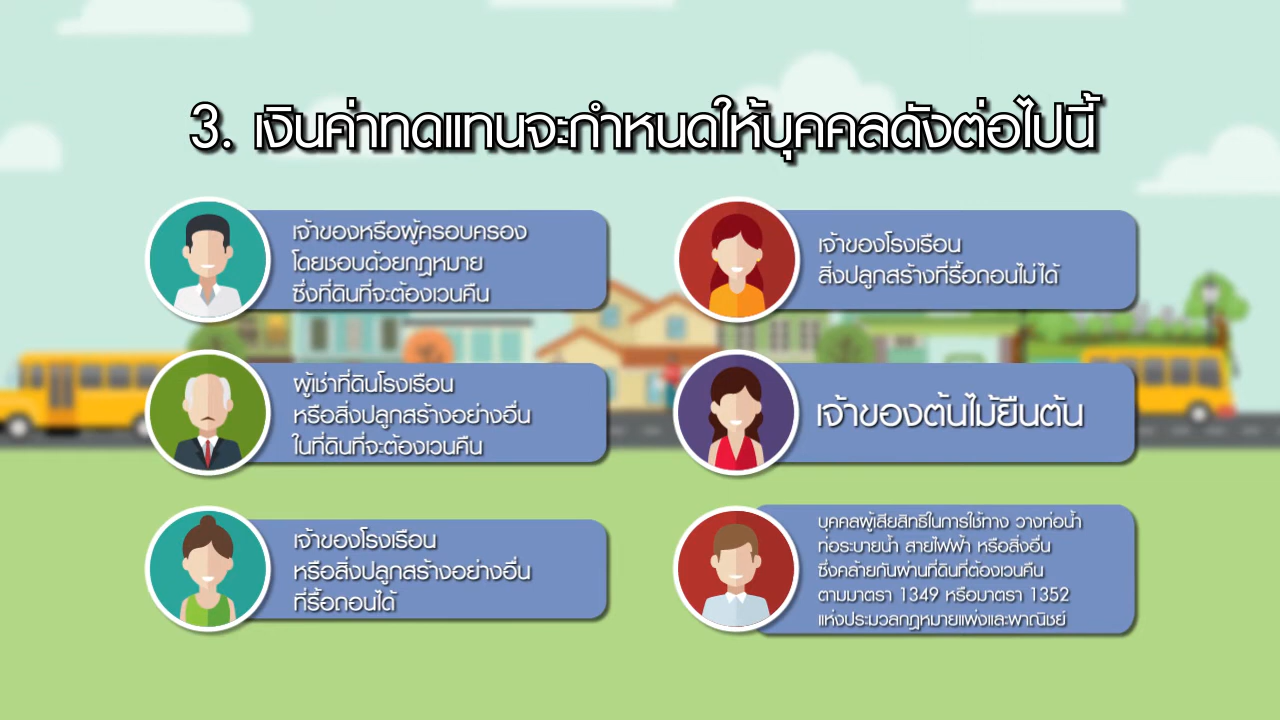 3. เงินค่าทดแทนจะกำหนดให้บุคคลดังต่อไปนี้
เจ้าของหรือผู้ครอบครอง
โดยชอบด้วยกฎหมาย
ซึ่งที่ดินที่จะต้องเวนคืน
เจ้าของโรงเรือน
สิ่งปลูกสร้างที่รื้อถอนไม่ได้
ผู้เช่าที่ดินโรงเรือน
หรือสิ่งปลูกสร้างอย่างอื่น
ในที่ดินที่จะต้องเวนคืน
เจ้าของต้นไม้ยืนต้น
เจ้าของโรงเรือน
หรือสิ่งปลูกสร้างอย่างอื่น
ที่รื้อถอนได้
บุคคลผู้เสียสิทธิในการใช้ทาง วางท่อน้ำ
ท่อระบายน้ำ สายไฟฟ้า หรือสิ่งอื่น
ซึ่งคล้ายกันผ่านที่ดินที่ต้องเวนคืน
ตามมาตรา 1349 หรือมาตรา 1352
แห่งประมวลกฎหมายแพ่งและพาณิชย์